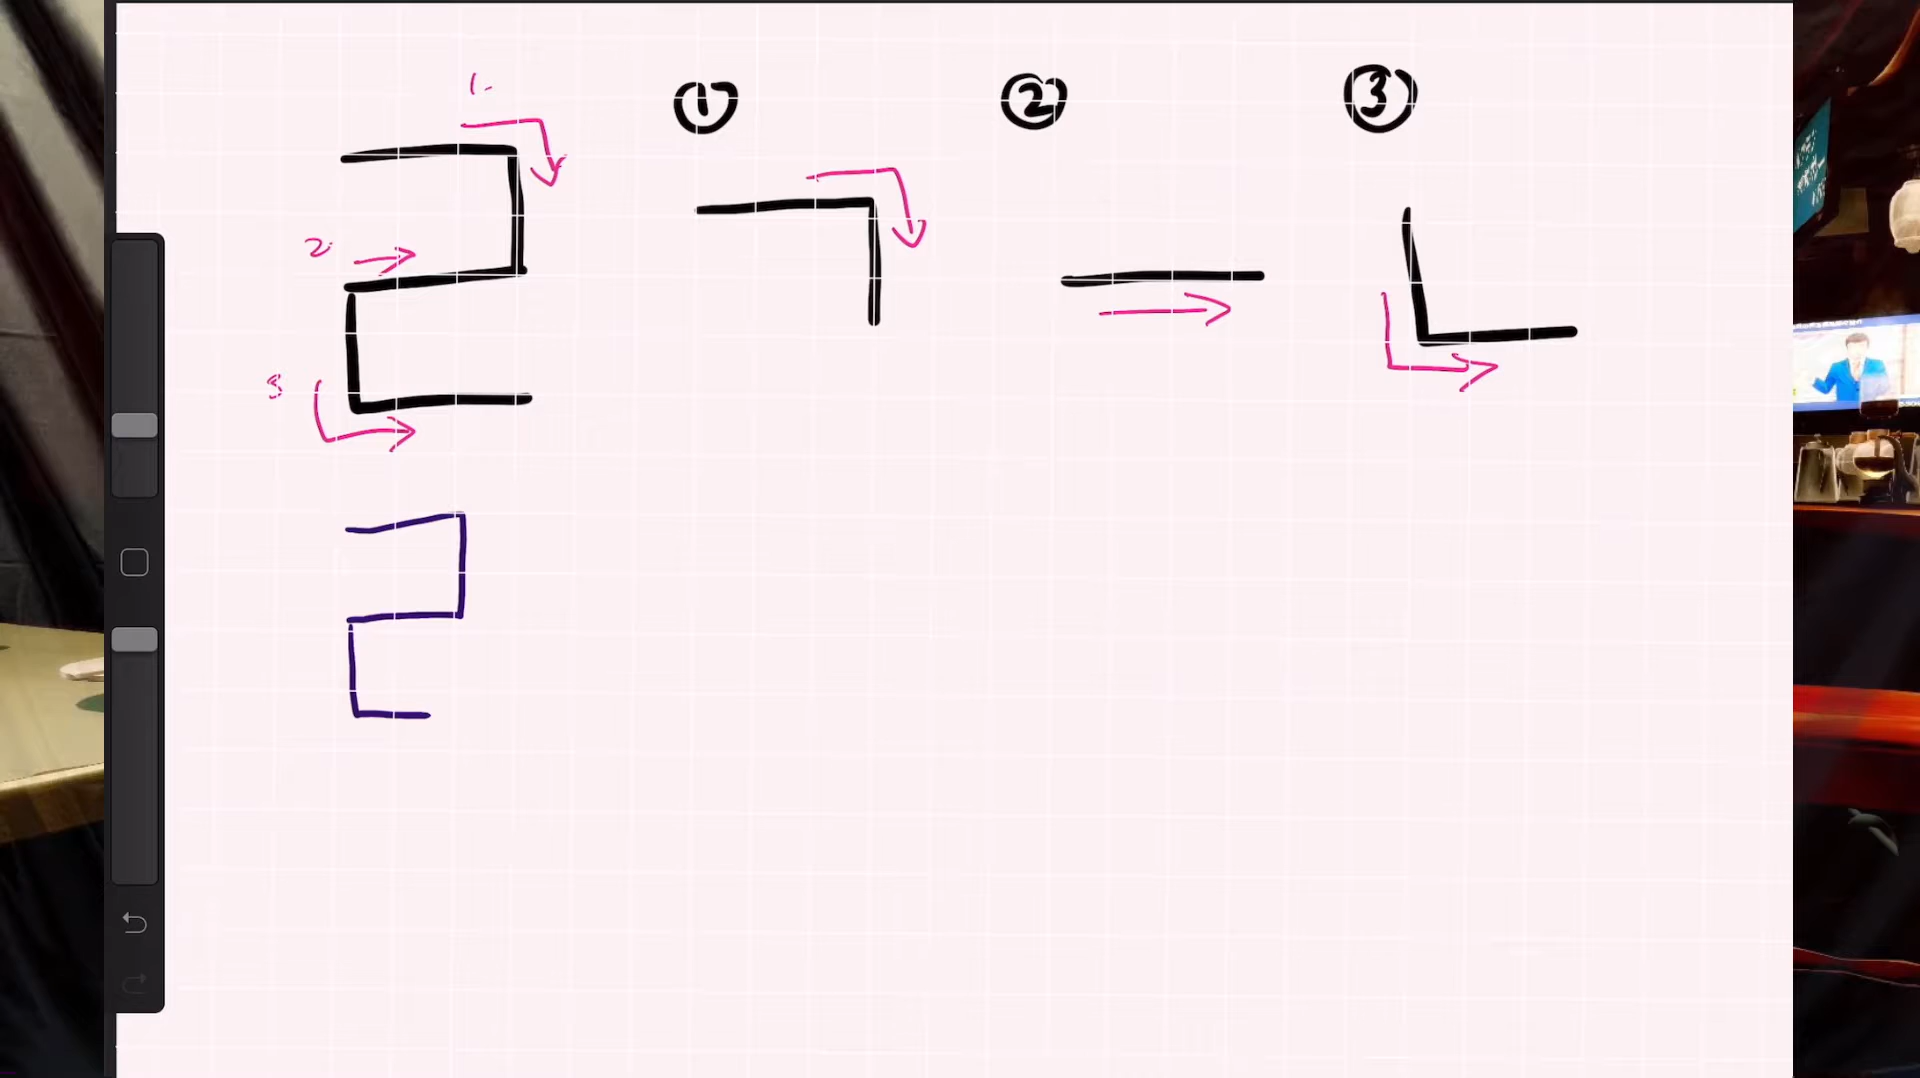 1.
① ② ③
ㄹ ㄱ ㅡ ㄴ
2
3
ㄹ